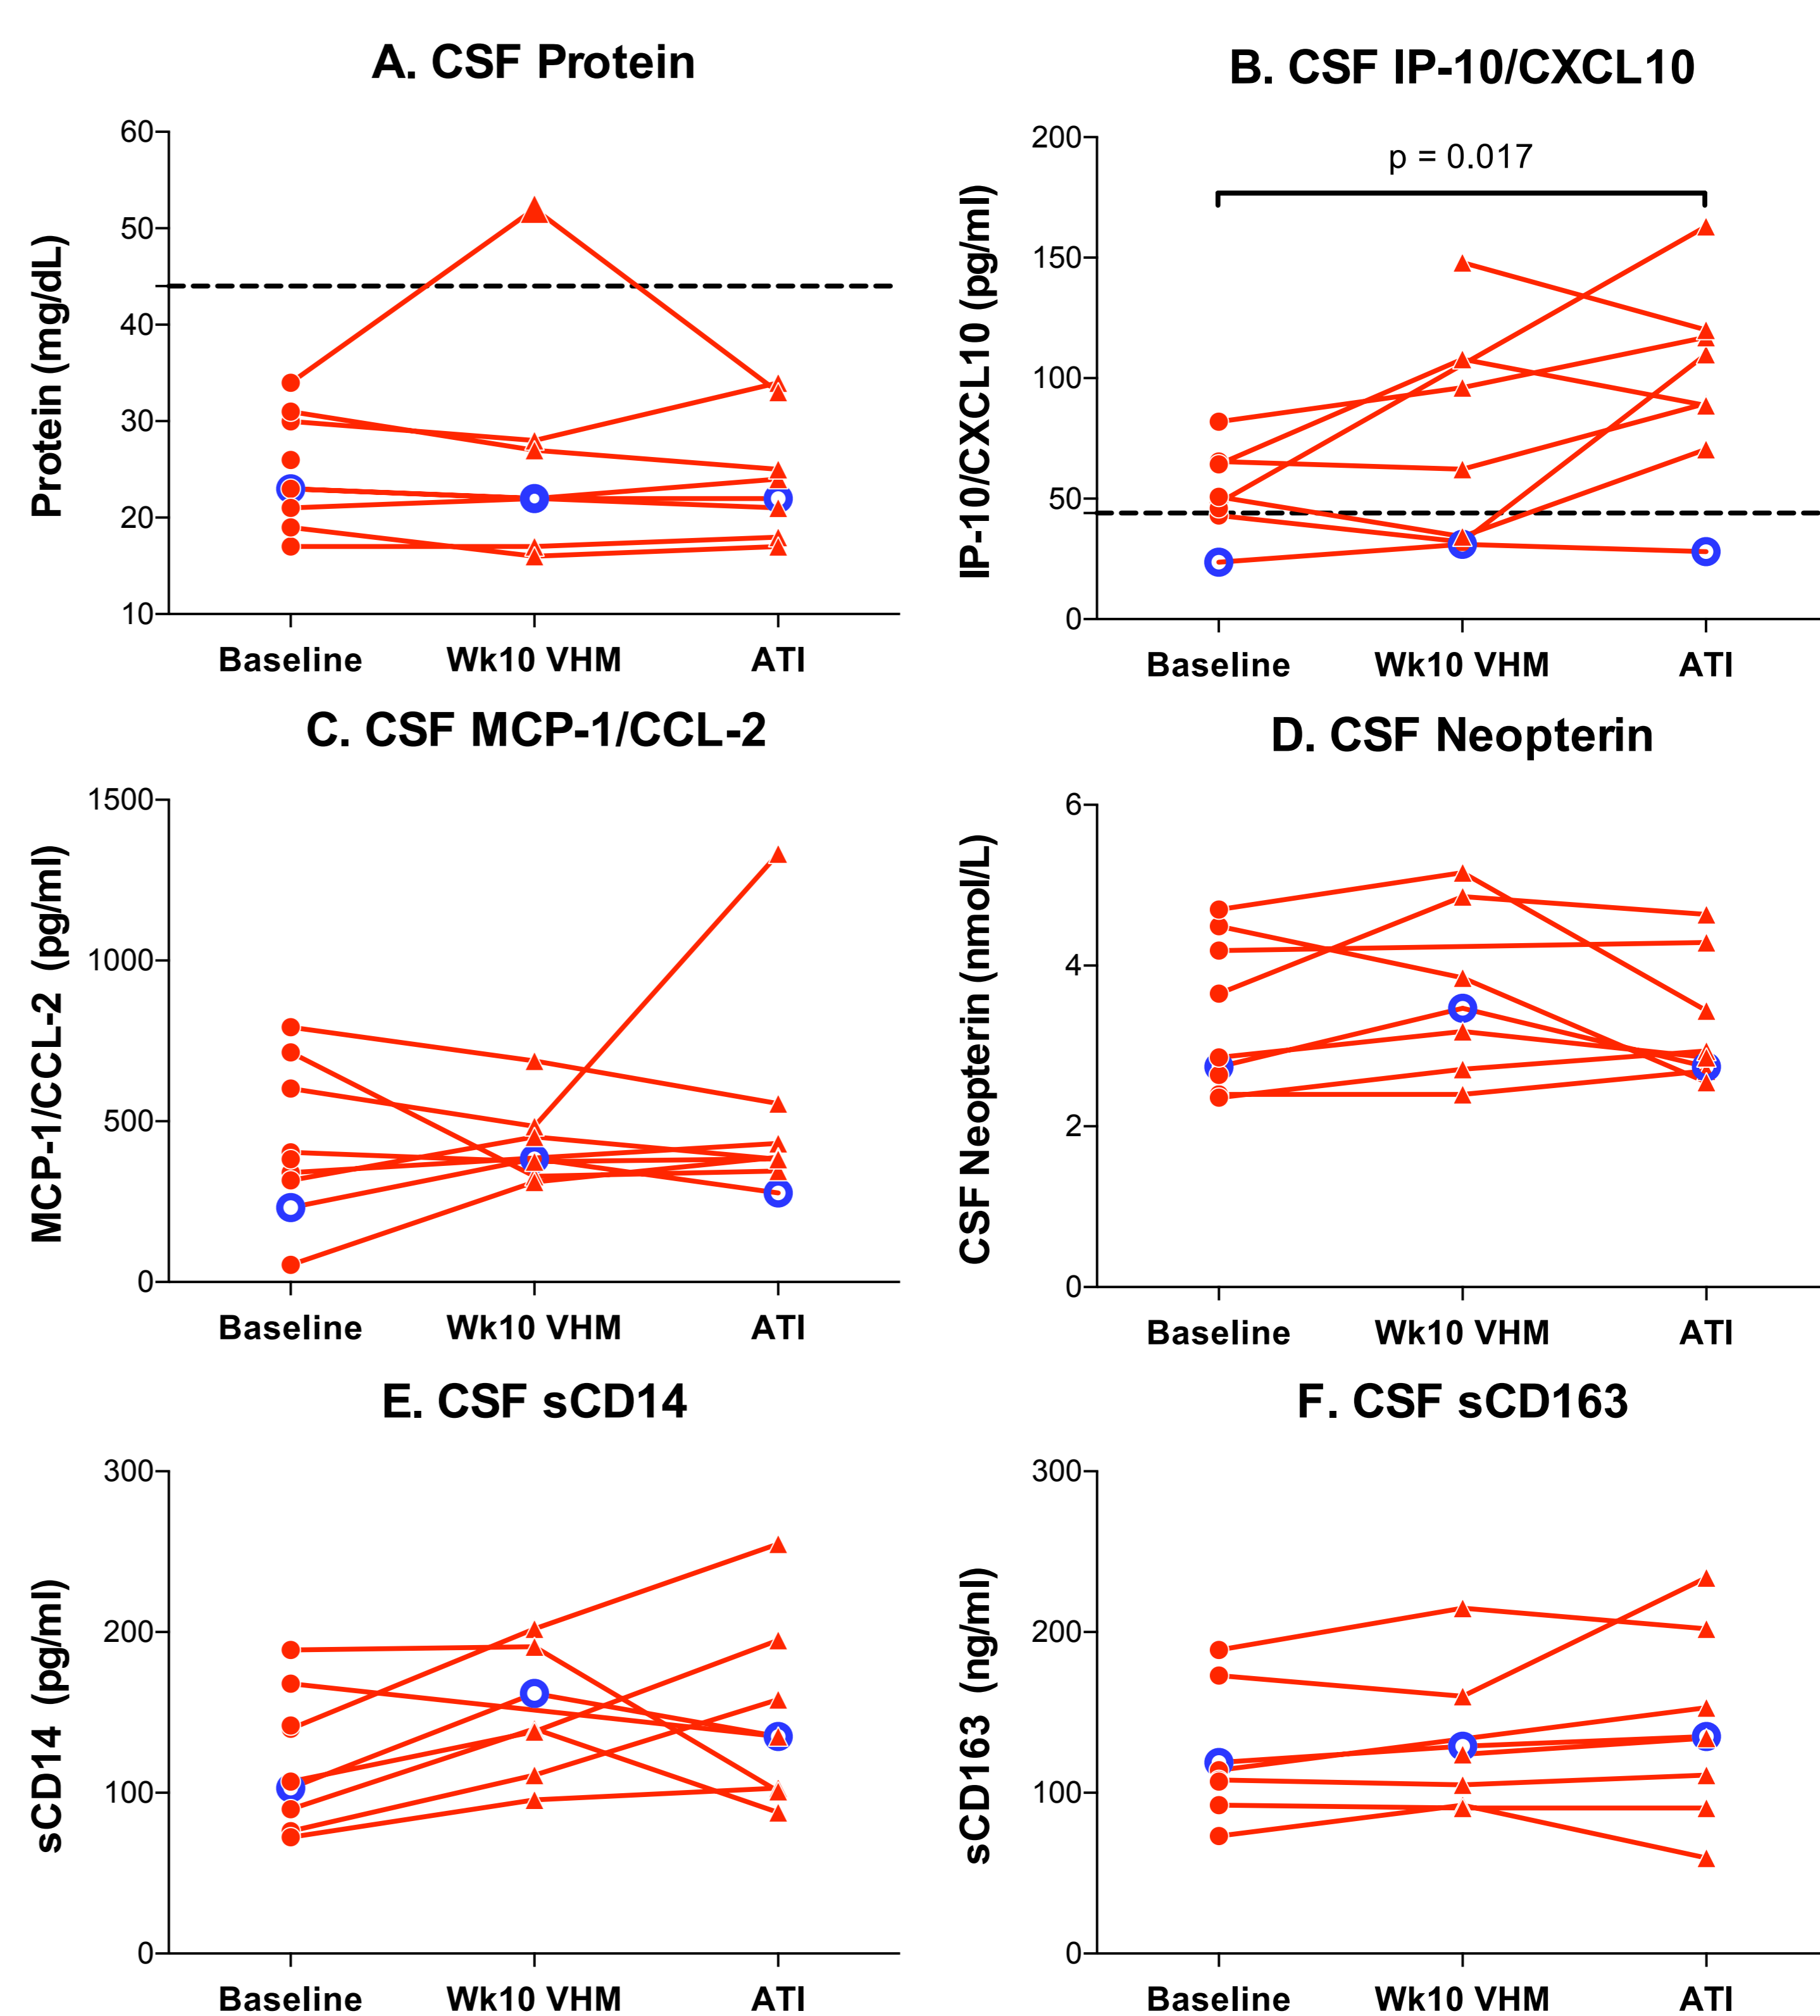 A. CSF Protein
Protein (mg/dL)
60
50
40
30
20
10
Baseline Wk10 VHM ATI
B. CSF IP-10/CXCL10
IP-10/CXCL10 (pg/ml)
p = 0.017
200
150
100
50
0
Baseline Wk10 VHM ATI
C. CSF MCP-1/CCL-2
MCP-1/CCL-2 (pg/ml)
1500
1000
500
0
Baseline Wk10 VHM ATI
D. CSF Neopterin
CSF Neopterin (nmol/L)
6
4
2
0
Baseline Wk10 VHM ATI
E. CSF sCD14
sCD14 (pg/ml)
300
200
100
0
Baseline Wk10 VHM ATI
F. CSF sCD163
sCD163 (ng/ml)
300
200
100
0
Baseline Wk10 VHM ATI